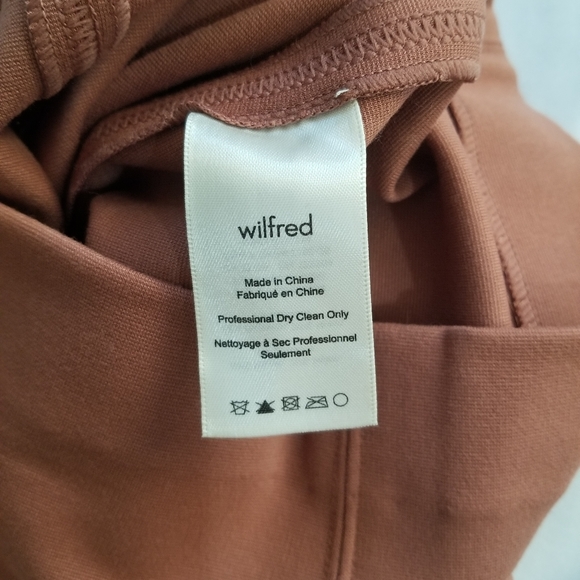 wilfred
Made in China
Fabriqué en Chine
Professional Dry Clean Only
Nettoyage à Sec Professionnel
Seulement